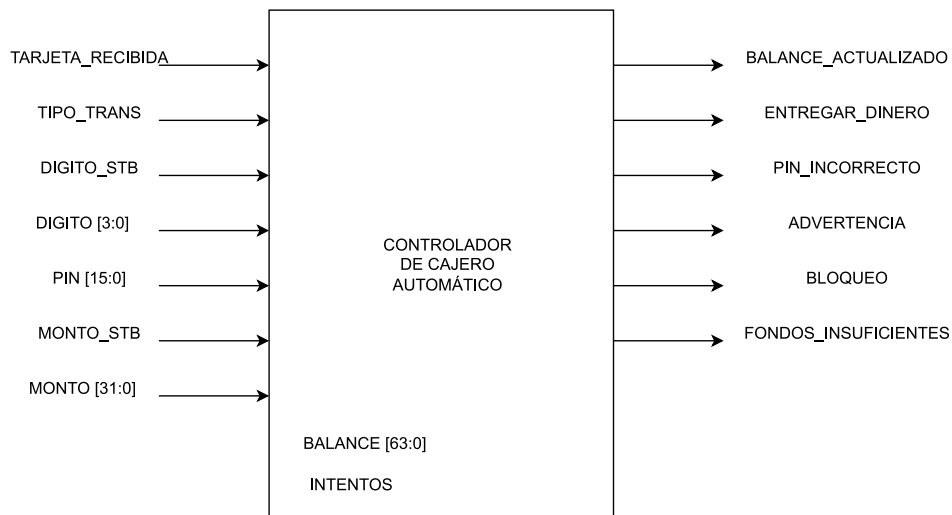 TARJETA_RECIBIDA
TIPO_TRANS
DIGITO_STB
DIGITO [3:0]
PIN [15:0]
MONTO_STB
MONTO [31:0]
CONTROLADOR
DE CAJERO
AUTOMÁTICO
BALANCE [63:0]
INTENTOS
BALANCE_ACTUALIZADO
ENTREGAR_DINERO
PIN_INCORRECTO
ADVERTENCIA
BLOQUEO
FONDOS_INSUFICIENTES